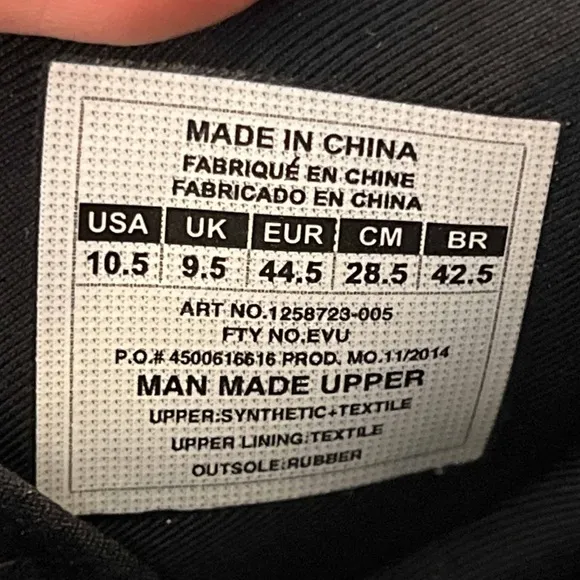 MADE IN CHINA
FABRIQUÉ EN CHINE
FABRICADO EN CHINA
USA UK EUR CM BR
10.5 9.5 44.5 28.5 42.5
ART NO.1258723-005
FTY NO.EVU
P.O.# 4500616616 PROD. MO.11/2014
MAN MADE UPPER
UPPER:SYNTHETIC+TEXTILE
UPPER LINING:TEXTILE
OUTSOLE:RUBBER